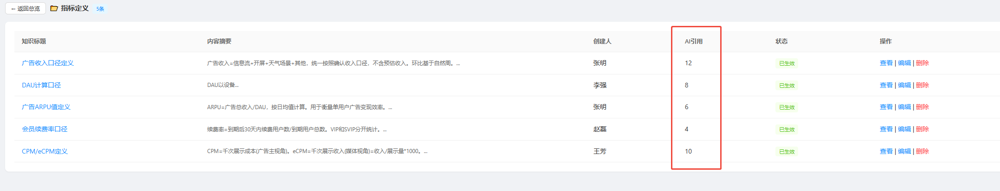 ← 返回总览 指标定义 5条
知识标题 内容摘要 创建人 AI引用 状态 操作
广告收入口径定义 广告收入=信息流+开屏+天气场景+其他，统一按照确认收入口径，不含预估收入。环比基于自然周。... 张明 12 已生效 查看 | 编辑 | 删除
DAU计算口径 DAU以设备... 李强 8 已生效 查看 | 编辑 | 删除
广告ARPU值定义 ARPU=广告总收入/DAU，按日均值计算。用于衡量单用户广告变现效率。... 张明 6 已生效 查看 | 编辑 | 删除
会员续费率口径 续费率=到期后30天内续费用户数/到期用户总数。VIP和SVIP分开统计。... 赵磊 4 已生效 查看 | 编辑 | 删除
CPM/eCPM定义 CPM=千次展示成本(广告主视角)。eCPM=千次展示收入(媒体视角)=收入/展示量*1000。... 王芳 10 已生效 查看 | 编辑 | 删除